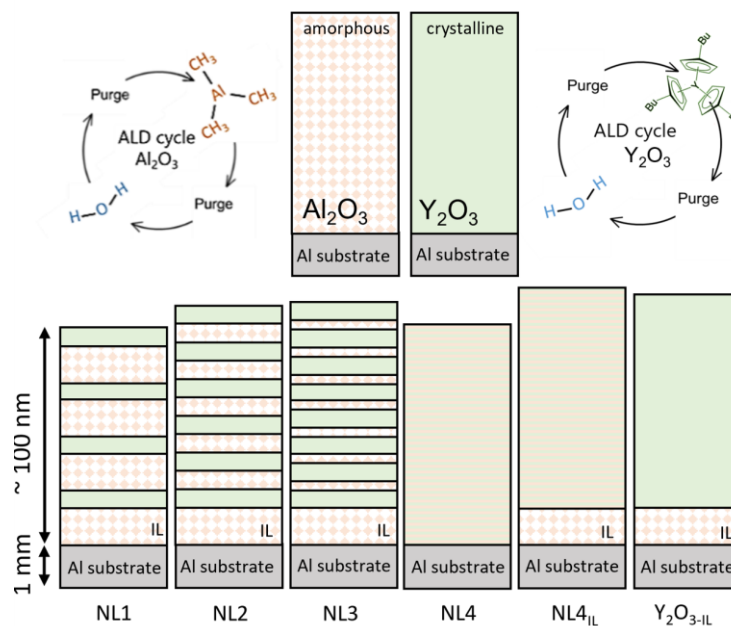 CH3
Al
CH3
CH3
Purge
ALD cycle
Al2O3
H-O-H
Purge
amorphous
Al2O3
Al substrate
crystalline
Y2O3
Al substrate
Bu
Bu
Y
Purge
ALD cycle
Y2O3
H-O-H
Purge
~ 100 nm
1 mm
IL
IL
IL
IL
IL
Al substrate
Al substrate
Al substrate
Al substrate
Al substrate
Al substrate
NL1
NL2
NL3
NL4
NL4IL
Y2O3-IL